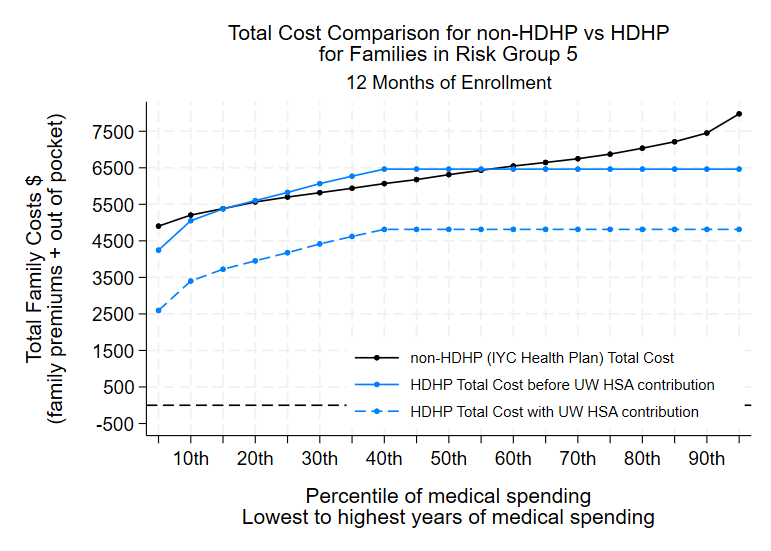 Total Cost Comparison for non-HDHP vs HDHP
for Families in Risk Group 5
12 Months of Enrollment
Total Family Costs $
(family premiums + out of pocket)
7500
6500
5500
4500
3500
2500
1500
500
-500
non-HDHP (IYC Health Plan) Total Cost
HDHP Total Cost before UW HSA contribution
HDHP Total Cost with UW HSA contribution
10th 20th 30th 40th 50th 60th 70th 80th 90th
Percentile of medical spending
Lowest to highest years of medical spending